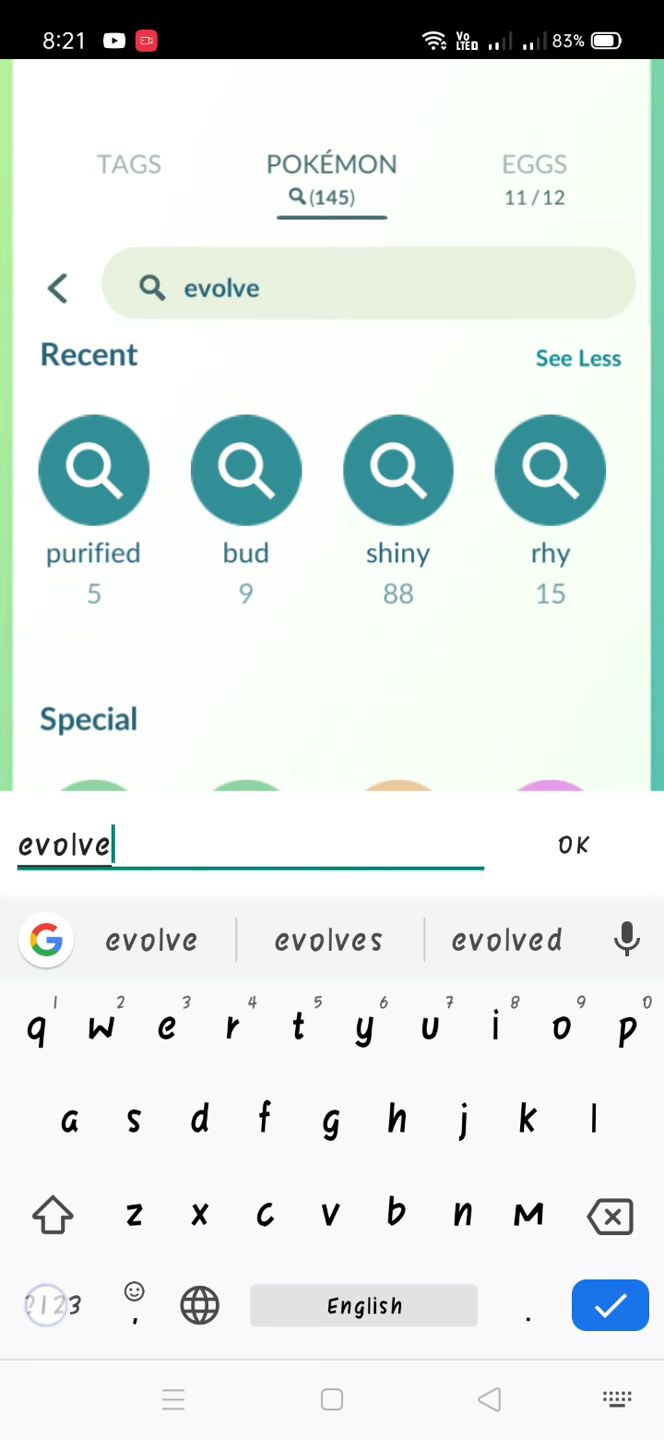 8:21 Vo LTE 83%
TAGS POKÉMON EGGS
(145) 11 / 12
evolve
Recent See Less
purified bud shiny rhy
5 9 88 15
Special
evolve OK
evolve evolves evolved
1 2 3 4 5 6 7 8 9 0
q w e r t y u i o p
a s d f g h j k l
z x c v b n m
?123 , English .